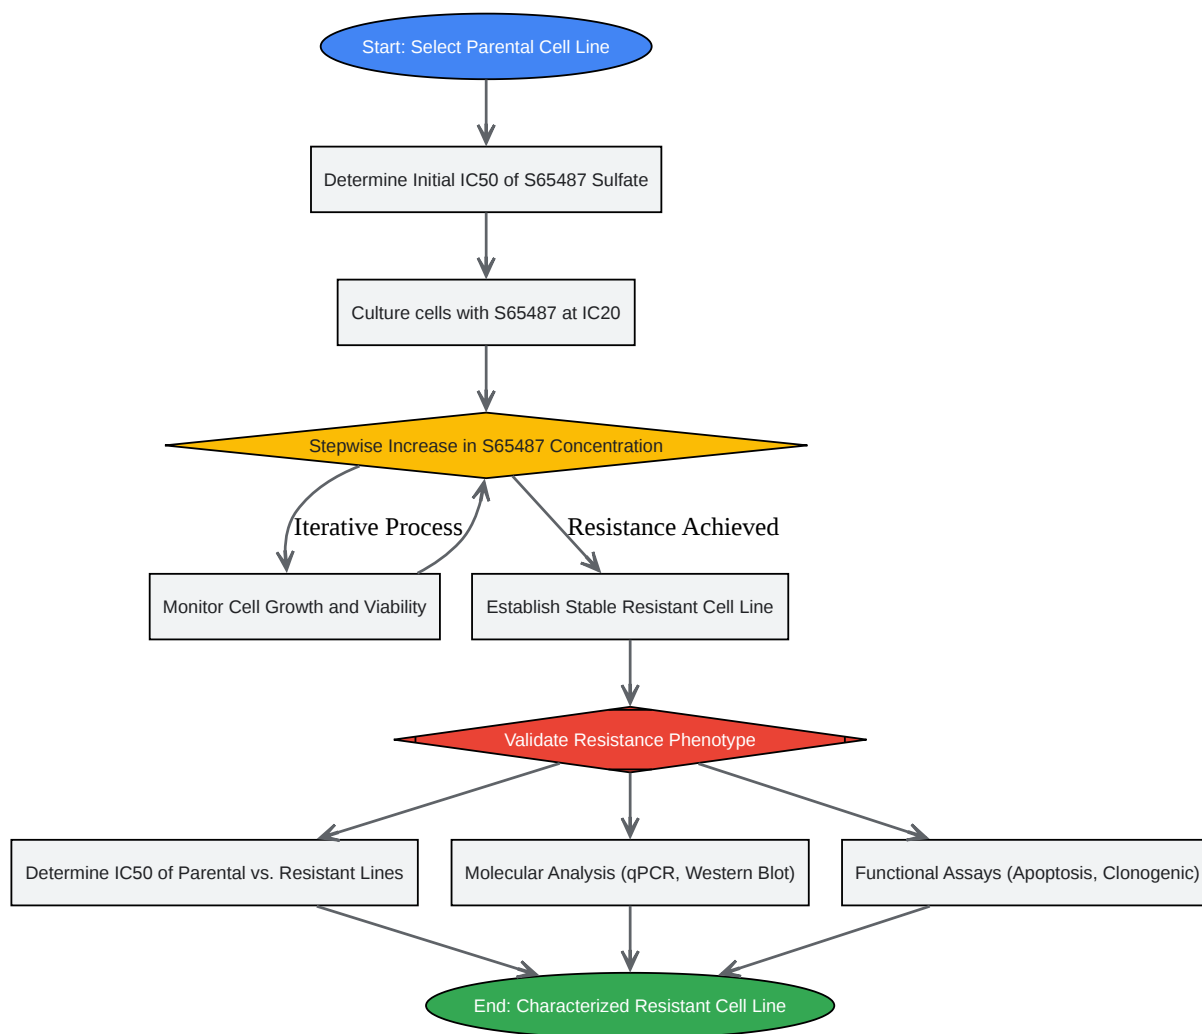 Start: Select Parental Cell Line
Determine Initial IC50 of S65487 Sulfate
Culture cells with S65487 at IC20
Stepwise Increase in S65487 Concentration
Iterative Process
Resistance Achieved
Monitor Cell Growth and Viability
Establish Stable Resistant Cell Line
Validate Resistance Phenotype
Determine IC50 of Parental vs. Resistant Lines
Molecular Analysis (qPCR, Western Blot)
Functional Assays (Apoptosis, Clonogenic)
End: Characterized Resistant Cell Line